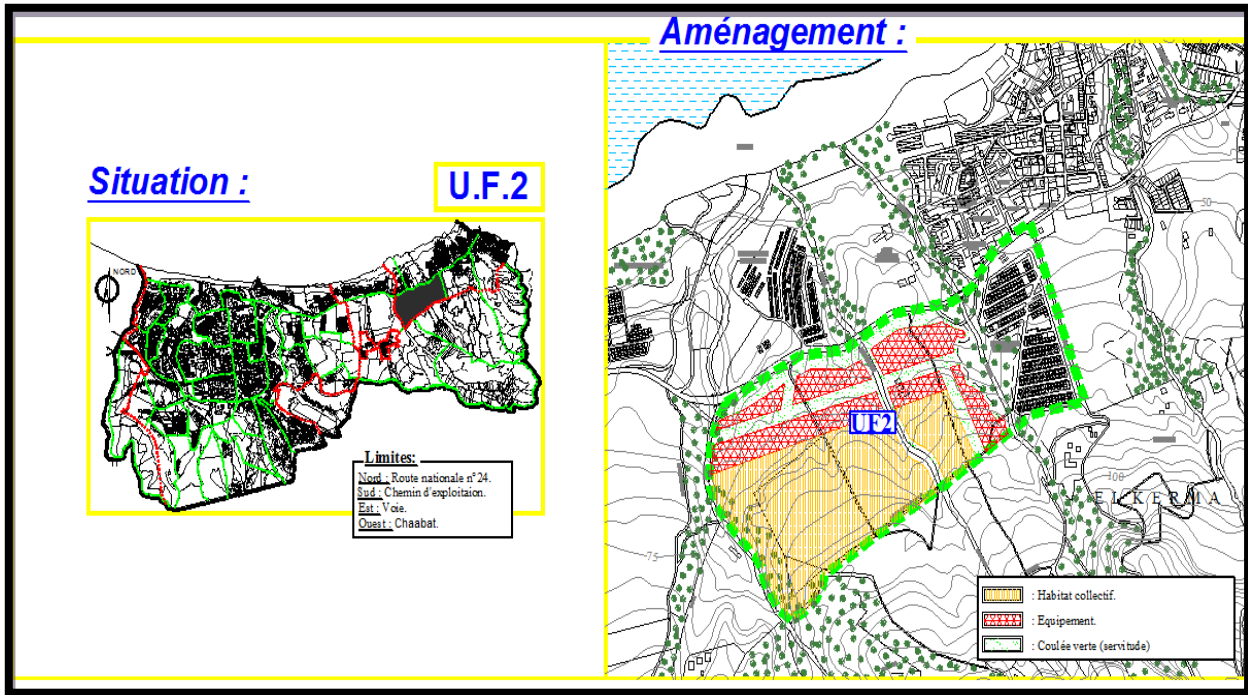 Aménagement :
Situation :
U.F.2
NORD
Limites:
Nord : Route nationale n°24.
Sud : Chemin d'exploitaion.
Est : Voie.
Ouest : Chaabat.
50
UF2
100
EL KERMA
75
: Habitat collectif.
: Equipement.
: Coulée verte (servitude)